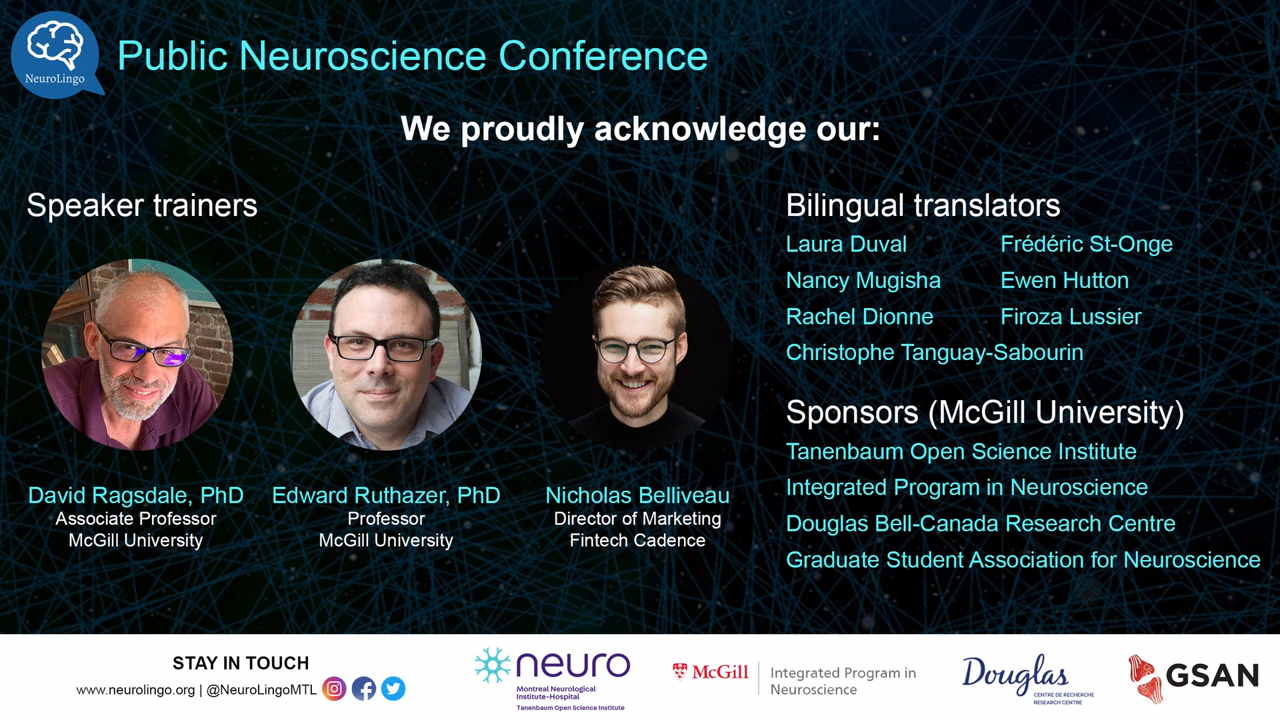 NeuroLingo
Public Neuroscience Conference
We proudly acknowledge our:
Speaker trainers
David Ragsdale, PhD
Associate Professor
McGill University
Edward Ruthazer, PhD
Professor
McGill University
Nicholas Belliveau
Director of Marketing
Fintech Cadence
Bilingual translators
Laura Duval
Frédéric St-Onge
Nancy Mugisha
Ewen Hutton
Rachel Dionne
Firoza Lussier
Christophe Tanguay-Sabourin
Sponsors (McGill University)
Tanenbaum Open Science Institute
Integrated Program in Neuroscience
Douglas Bell-Canada Research Centre
Graduate Student Association for Neuroscience
STAY IN TOUCH
www.neurolingo.org | @NeuroLingoMTL
neuro
Montreal Neurological
Institute-Hospital
Tanenbaum Open Science Institute
McGill
Integrated Program in
Neuroscience
Douglas
CENTRE DE RECHERCHE
RESEARCH CENTRE
GSAN